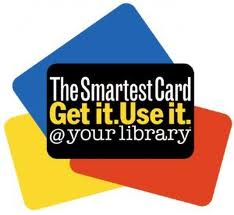 The Smartest Card
Get it. Use it.
@ your library